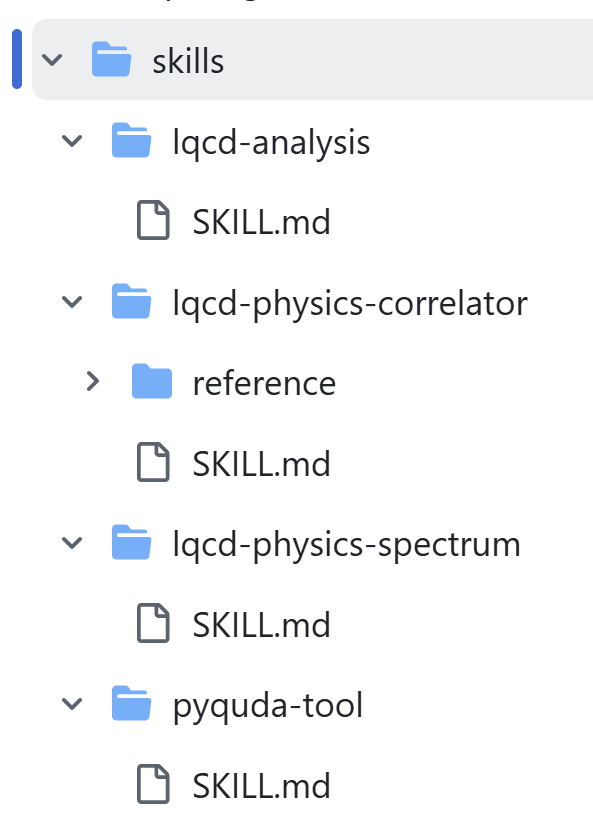 skills
lqcd-analysis
SKILL.md
lqcd-physics-correlator
reference
SKILL.md
lqcd-physics-spectrum
SKILL.md
pyquda-tool
SKILL.md